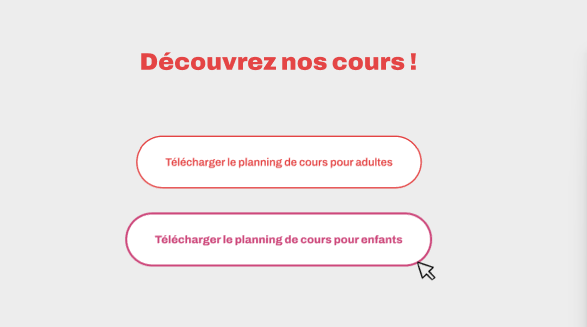 Découvrez nos cours !
Télécharger le planning de cours pour adultes
Télécharger le planning de cours pour enfants